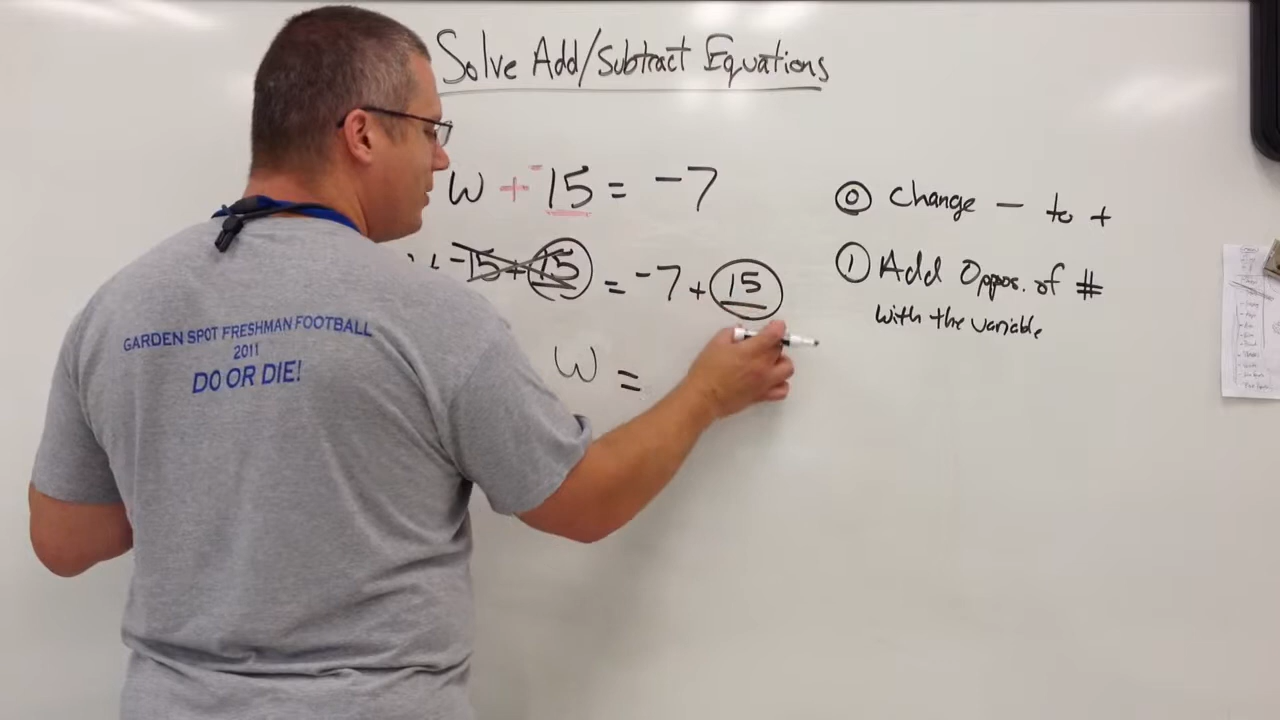 Solve Add/Subtract Equations
W + -15 = -7
-15 + 15 = -7 + 15
W =
⓪ Change - to +
① Add Oppos. of #
with the variable
GARDEN SPOT FRESHMAN FOOTBALL
2011
DO OR DIE!